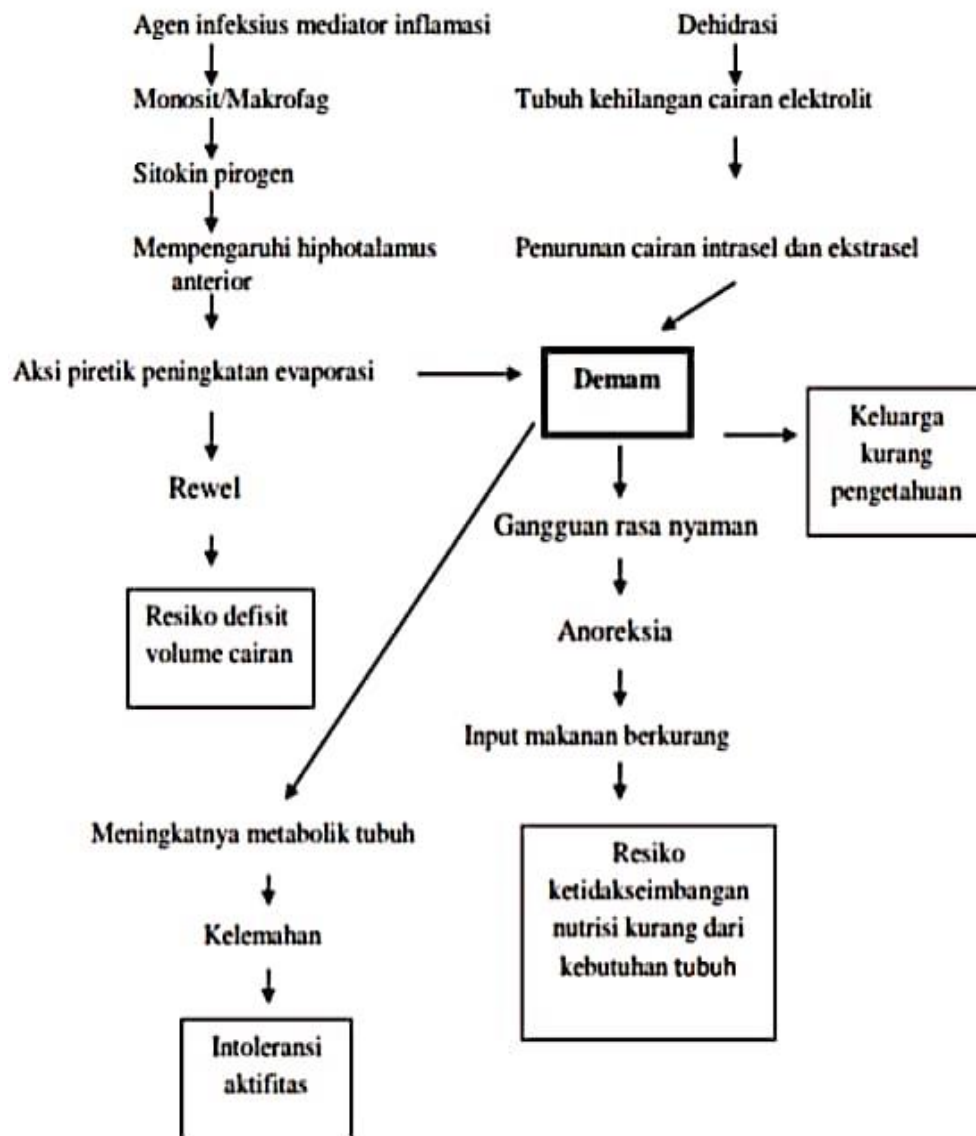 Agen infeksius mediator inflamasi
Dehidrasi
Monosit/Makrofag
Tubuh kehilangan cairan elektrolit
Sitokin pirogen
Mempengaruhi hiphotalamus
anterior
Penurunan cairan intrasel dan ekstrasel
Aksi piretik peningkatan evaporasi
Demam
Keluarga
kurang
pengetahuan
Rewel
Gangguan rasa nyaman
Resiko defisit
volume cairan
Anoreksia
Input makanan berkurang
Meningkatnya metabolik tubuh
Resiko
ketidakseimbangan
nutrisi kurang dari
kebutuhan tubuh
Kelemahan
Intoleransi
aktifitas